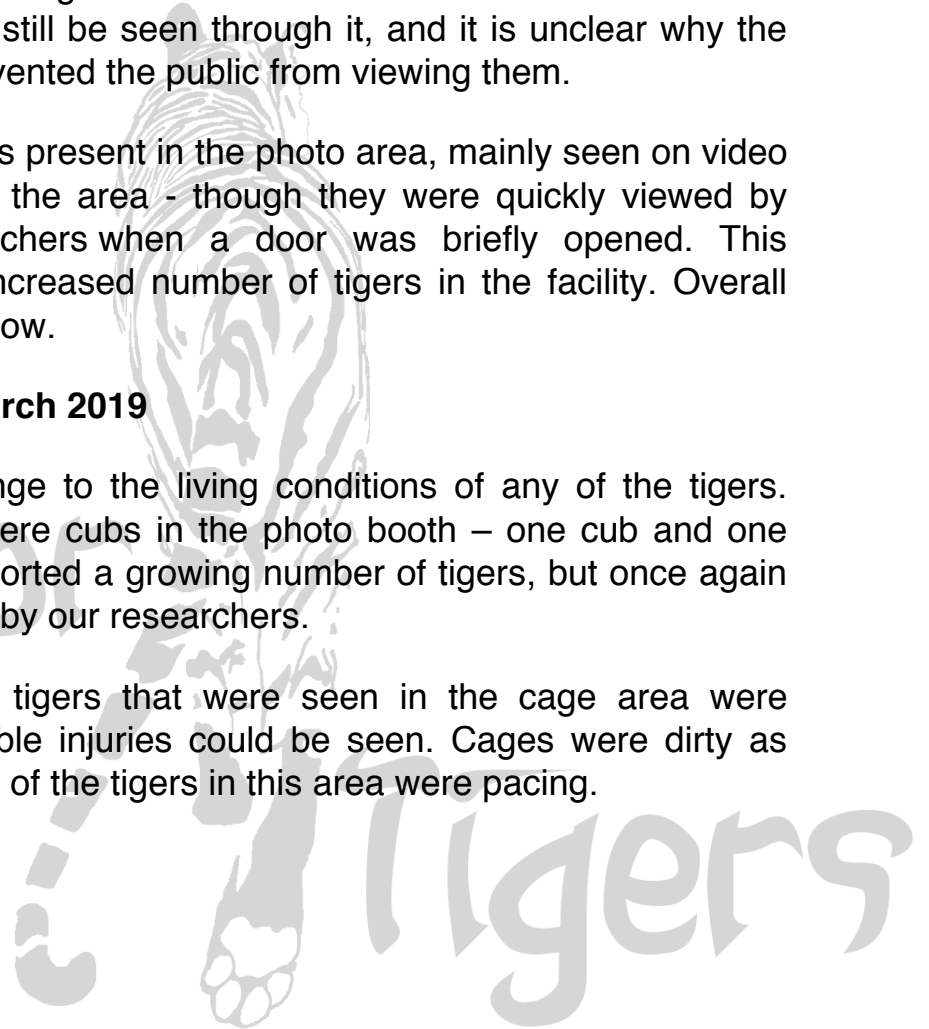 still be seen through it, and it is unclear why the
vented the public from viewing them.
s present in the photo area, mainly seen on video
the area - though they were quickly viewed by
chers when a door was briefly opened. This
ncreased number of tigers in the facility. Overall
ow.
rch 2019
nge to the living conditions of any of the tigers.
ere cubs in the photo booth – one cub and one
orted a growing number of tigers, but once again
by our researchers.
tigers that were seen in the cage area were
ble injuries could be seen. Cages were dirty as
of the tigers in this area were pacing.
or
Tigers